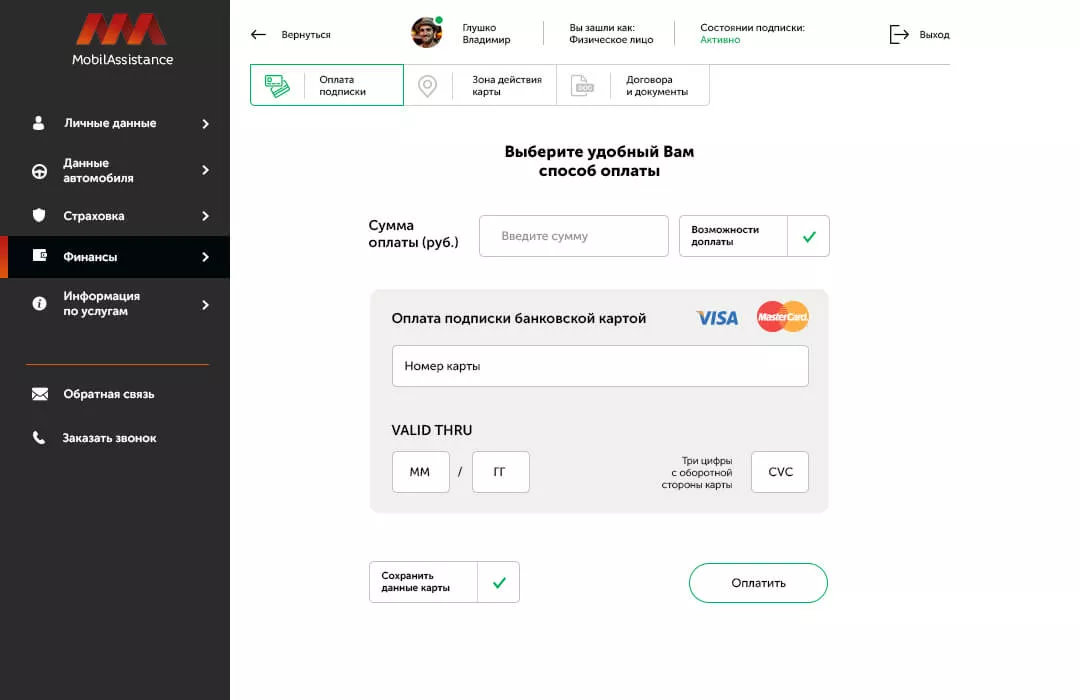 MobilAssistance
Личные данные
Данные
автомобиля
Страховка
Финансы
Информация
по услугам
Обратная связь
Заказать звонок
Вернуться
Глушко
Владимир
Вы зашли как:
Физическое лицо
Состоянии подписки:
Активно
Выход
Оплата
подписки
Зона действия
карты
DOC
Договора
и документы
Выберите удобный Вам
способ оплаты
Сумма
оплаты (руб.)
Введите сумму
Возможности
доплаты
Оплата подписки банковской картой
VISA
MasterCard
Номер карты
VALID THRU
ММ
/
ГГ
Три цифры
с оборотной
стороны карты
CVC
Сохранить
данные карты
Оплатить